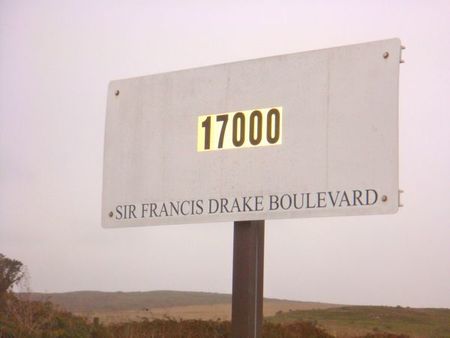 17000
SIR FRANCIS DRAKE BOULEVARD